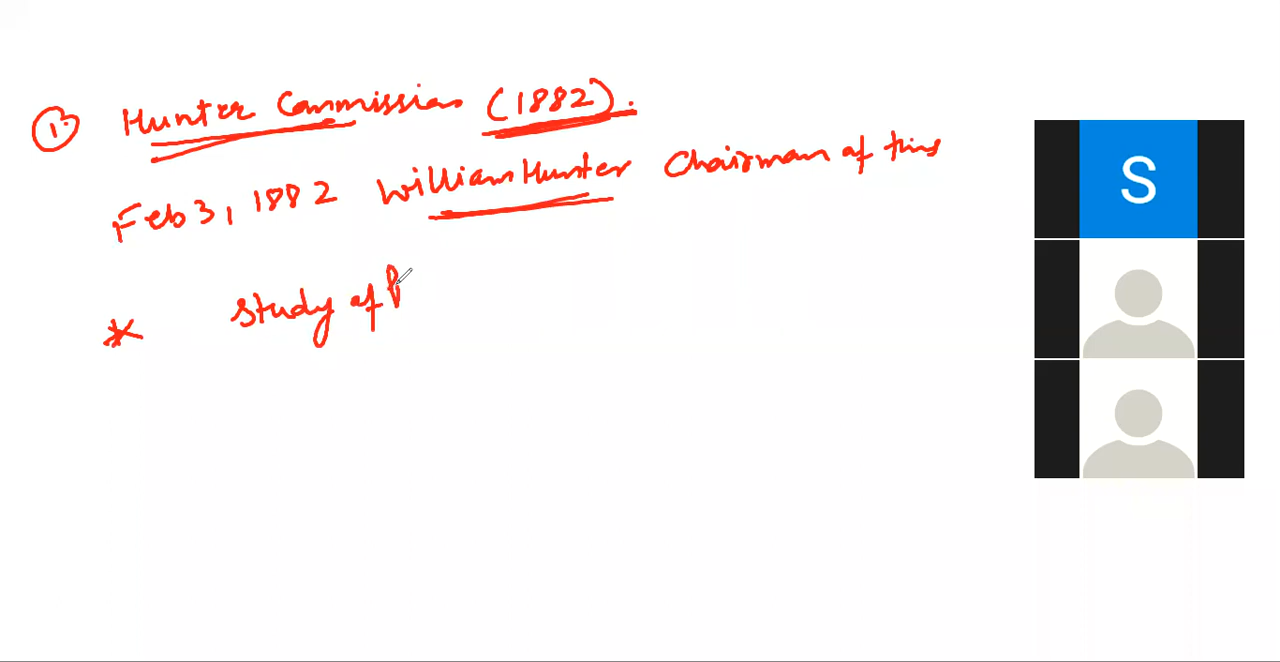 ① Hunter Commission (1882).
Feb 3, 1882 William Hunter Chairman of this
* Study of P
S